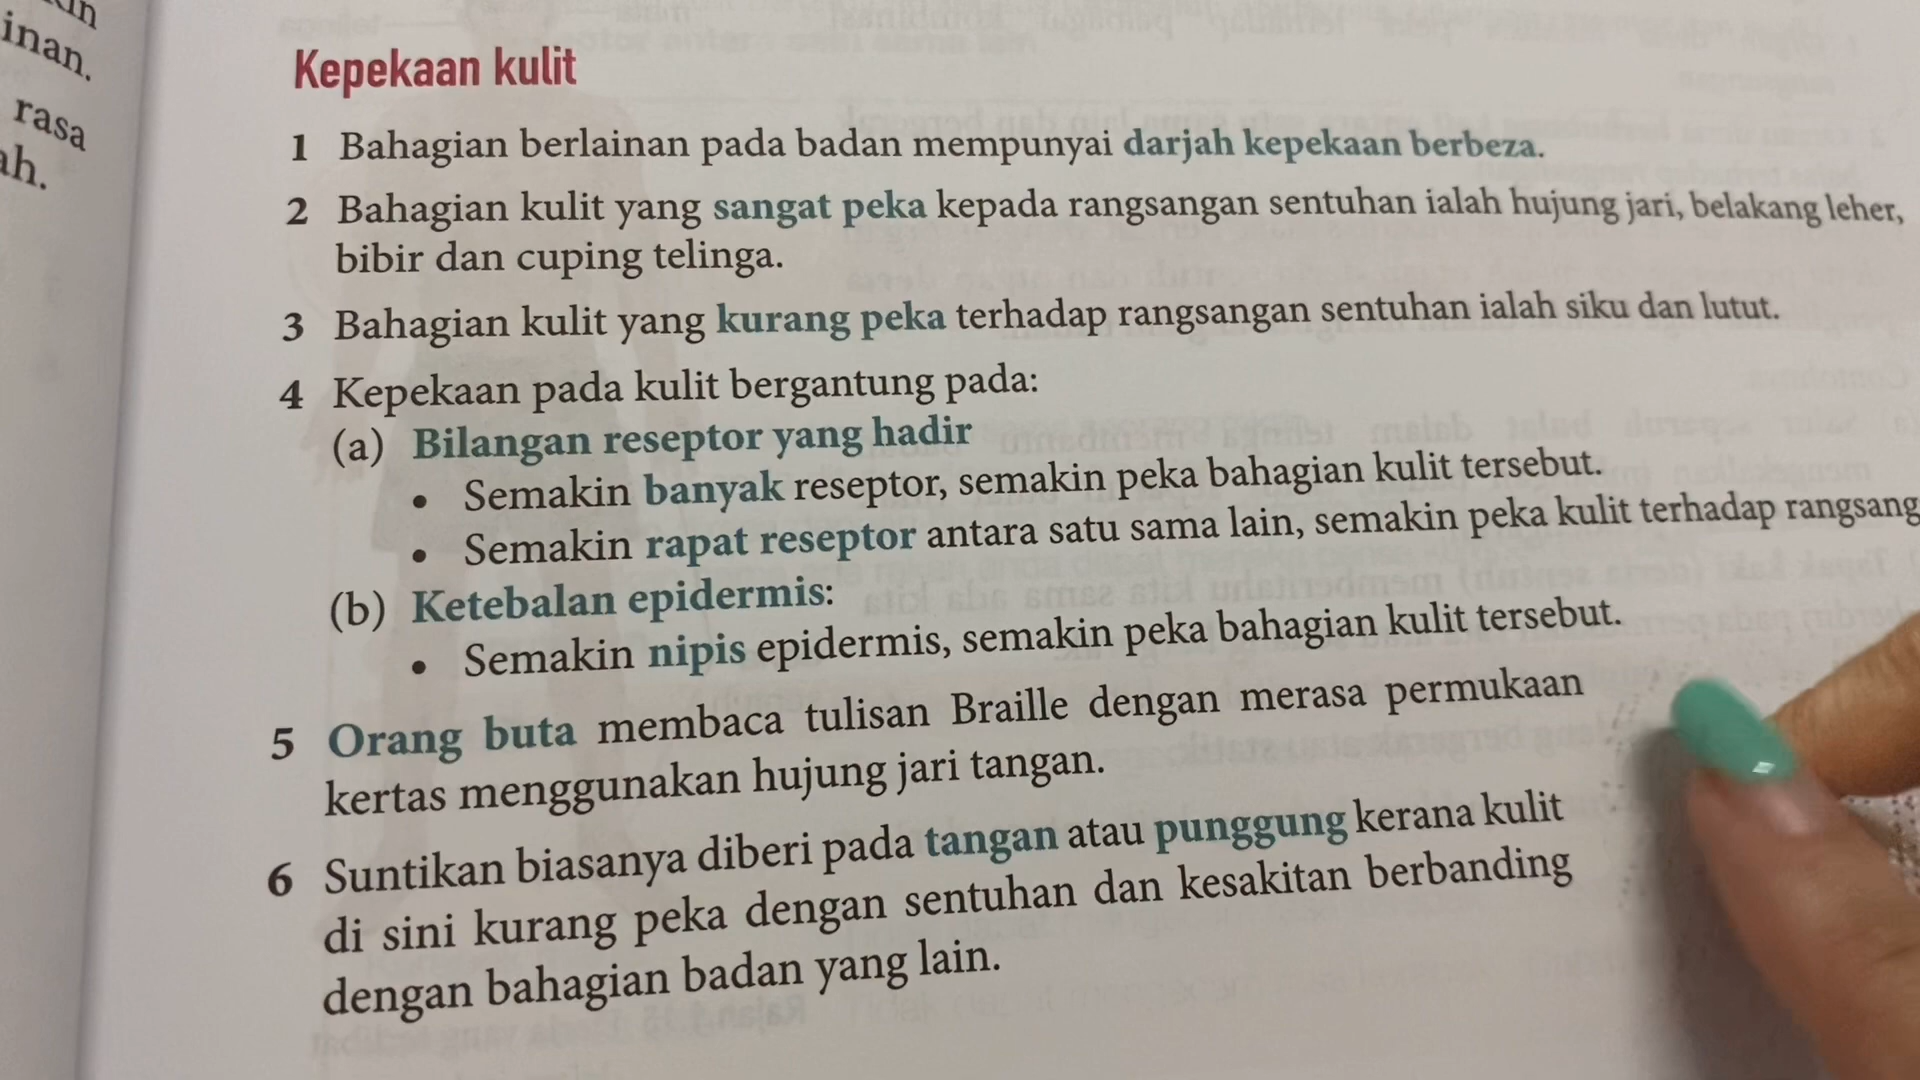 inan.
rasa
ah.
Kepekaan kulit
1 Bahagian berlainan pada badan mempunyai darjah kepekaan berbeza.
2 Bahagian kulit yang sangat peka kepada rangsangan sentuhan ialah hujung jari, belakang leher,
bibir dan cuping telinga.
3 Bahagian kulit yang kurang peka terhadap rangsangan sentuhan ialah siku dan lutut.
4 Kepekaan pada kulit bergantung pada:
(a) Bilangan reseptor yang hadir
• Semakin banyak reseptor, semakin peka bahagian kulit tersebut.
• Semakin rapat reseptor antara satu sama lain, semakin peka kulit terhadap rangsang
(b) Ketebalan epidermis:
• Semakin nipis epidermis, semakin peka bahagian kulit tersebut.
5 Orang buta membaca tulisan Braille dengan merasa permukaan
kertas menggunakan hujung jari tangan.
6 Suntikan biasanya diberi pada tangan atau punggung kerana kulit
di sini kurang peka dengan sentuhan dan kesakitan berbanding
dengan bahagian badan yang lain.